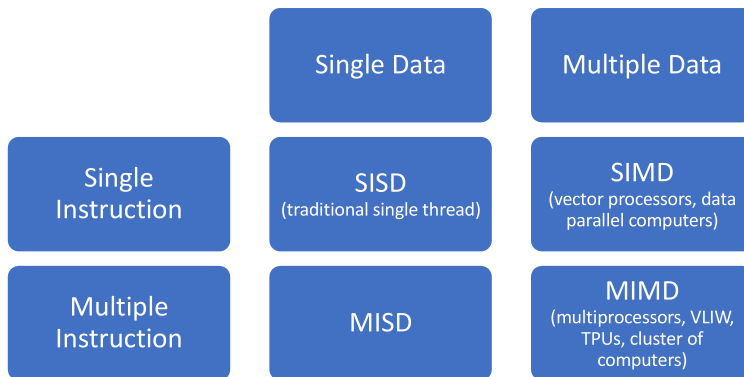 Single Data
Multiple Data
Single
Instruction
SISD
(traditional single thread)
SIMD
(vector processors, data
parallel computers)
Multiple
Instruction
MISD
MIMD
(multiprocessors, VLIW,
TPUs, cluster of
computers)